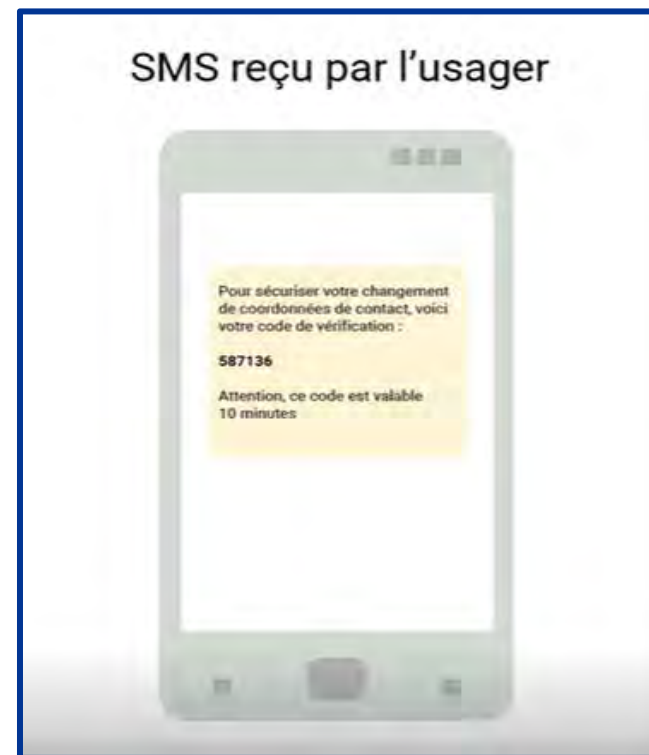 SMS reçu par l’usager
Pour sécuriser votre changement
de coordonnées de contact, voici
votre code de vérification :
587136
Attention, ce code est valable
10 minutes